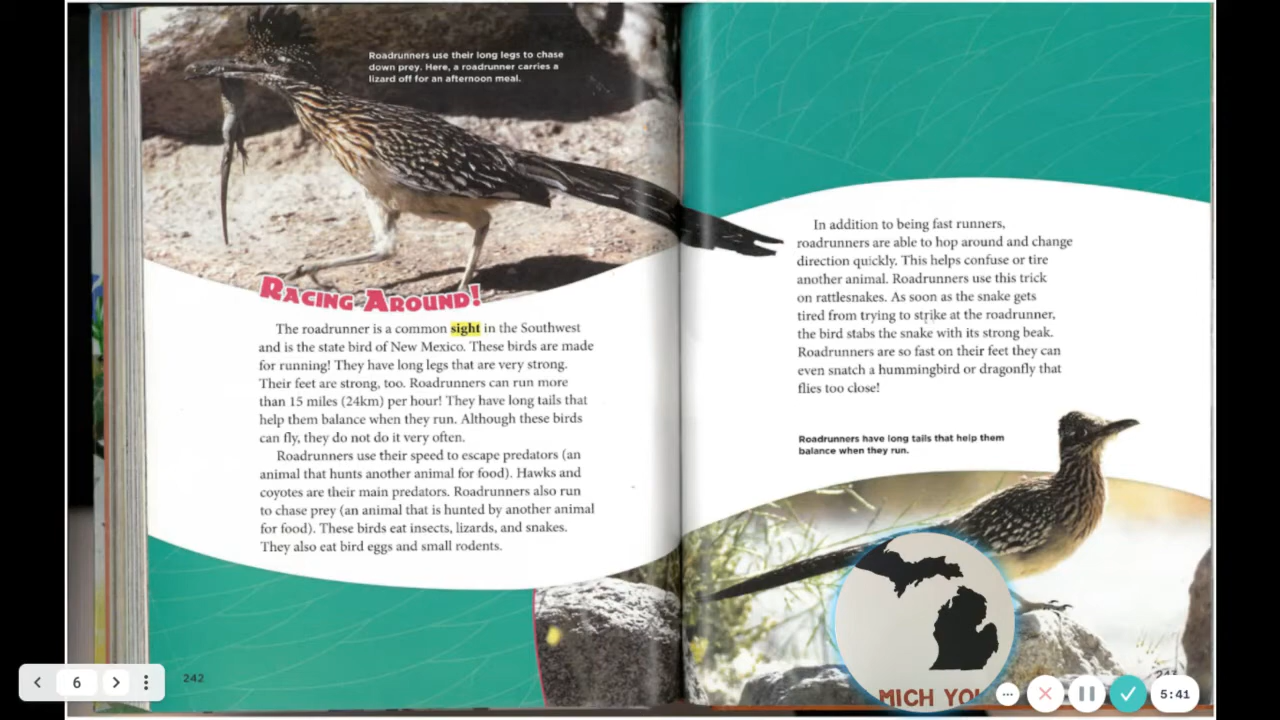 Roadrunners use their long legs to chase
down prey. Here, a roadrunner carries a
lizard off for an afternoon meal.
RACING AROUND!
The roadrunner is a common sight in the Southwest
and is the state bird of New Mexico. These birds are made
for running! They have long legs that are very strong.
Their feet are strong, too. Roadrunners can run more
than 15 miles (24km) per hour! They have long tails that
help them balance when they run. Although these birds
can fly, they do not do it very often.
Roadrunners use their speed to escape predators (an
animal that hunts another animal for food). Hawks and
coyotes are their main predators. Roadrunners also run
to chase prey (an animal that is hunted by another animal
for food). These birds eat insects, lizards, and snakes.
They also eat bird eggs and small rodents.
242
In addition to being fast runners,
roadrunners are able to hop around and change
direction quickly. This helps confuse or tire
another animal. Roadrunners use this trick
on rattlesnakes. As soon as the snake gets
tired from trying to strike at the roadrunner,
the bird stabs the snake with its strong beak.
Roadrunners are so fast on their feet they can
even snatch a hummingbird or dragonfly that
flies too close!
Roadrunners have long tails that help them
balance when they run.
MICH YO
6
5:41